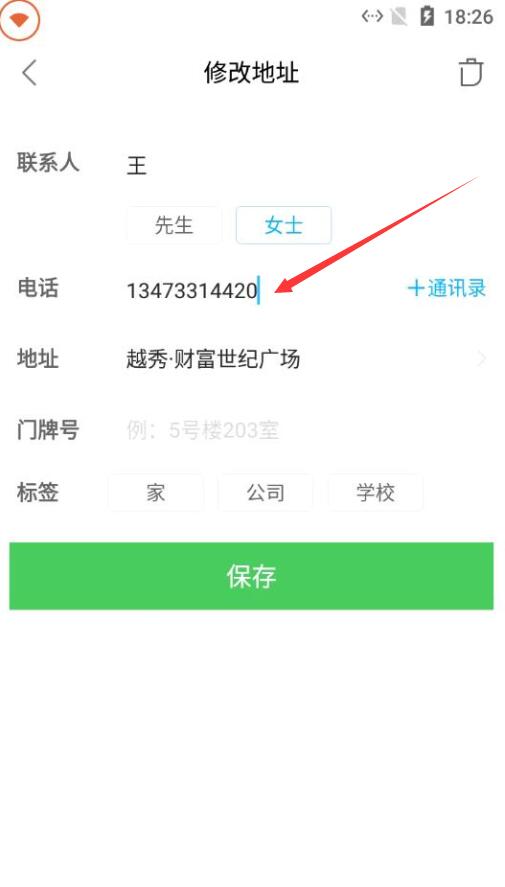 18:26
修改地址
联系人 王
先生 女士
电话 13473314420 +通讯录
地址 越秀·财富世纪广场
门牌号 例：5号楼203室
标签 家 公司 学校
保存